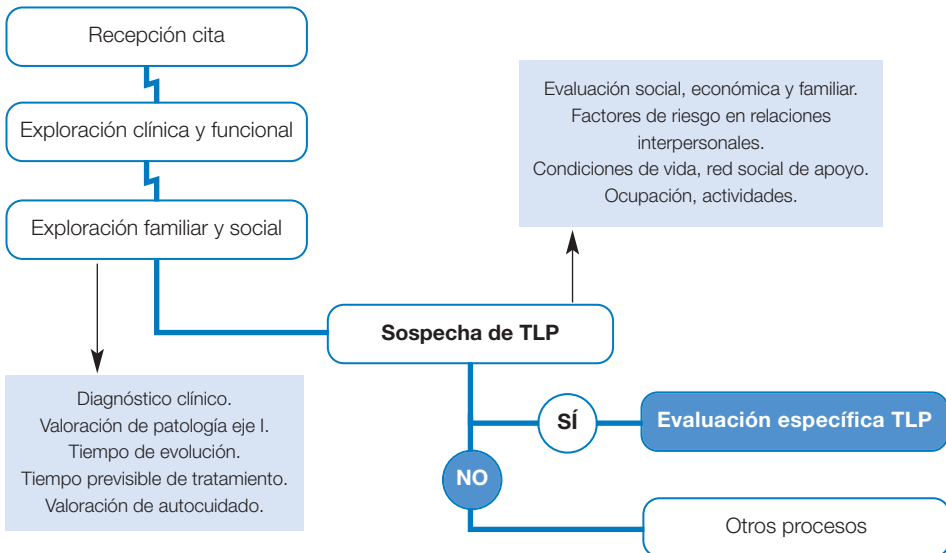 Recepción cita
Exploración clínica y funcional
Exploración familiar y social
Evaluación social, económica y familiar.
Factores de riesgo en relaciones
interpersonales.
Condiciones de vida, red social de apoyo.
Ocupación, actividades.
Sospecha de TLP
Diagnóstico clínico.
Valoración de patología eje I.
Tiempo de evolución.
Tiempo previsible de tratamiento.
Valoración de autocuidado.
SÍ
Evaluación específica TLP
NO
Otros procesos